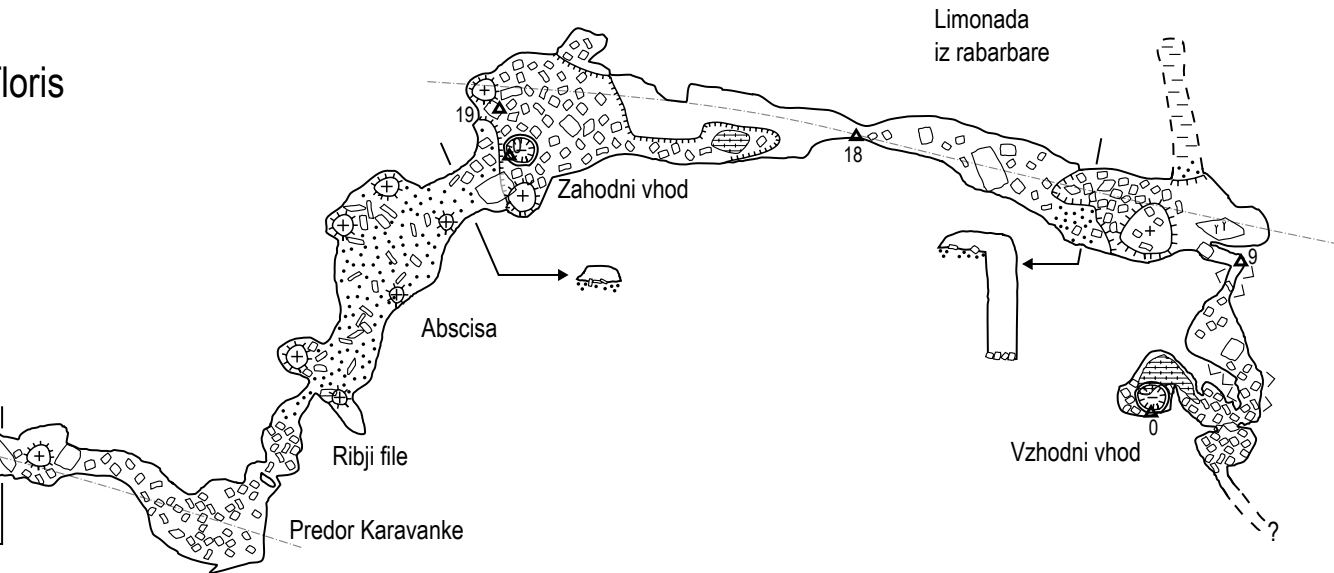 Limonada
iz rabarbare
loris
19
18
Zahodni vhod
9
Abscisa
Ribji file
0
Vzhodni vhod
Predor Karavanke
?